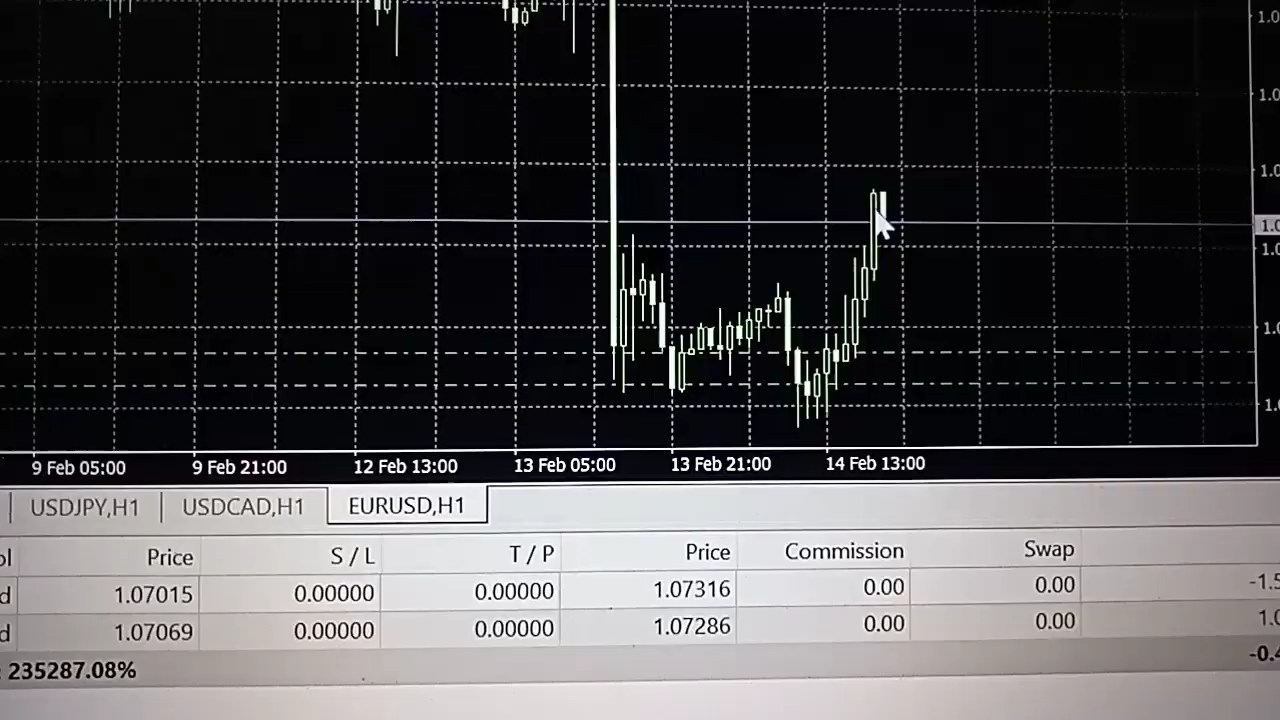 9 Feb 05:00 9 Feb 21:00 12 Feb 13:00 13 Feb 05:00 13 Feb 21:00 14 Feb 13:00
USDJPY,H1 USDCAD,H1 EURUSD,H1
Price S / L T / P Price Commission Swap
1.07015 0.00000 0.00000 1.07316 0.00 0.00
1.07069 0.00000 0.00000 1.07286 0.00 0.00
235287.08%